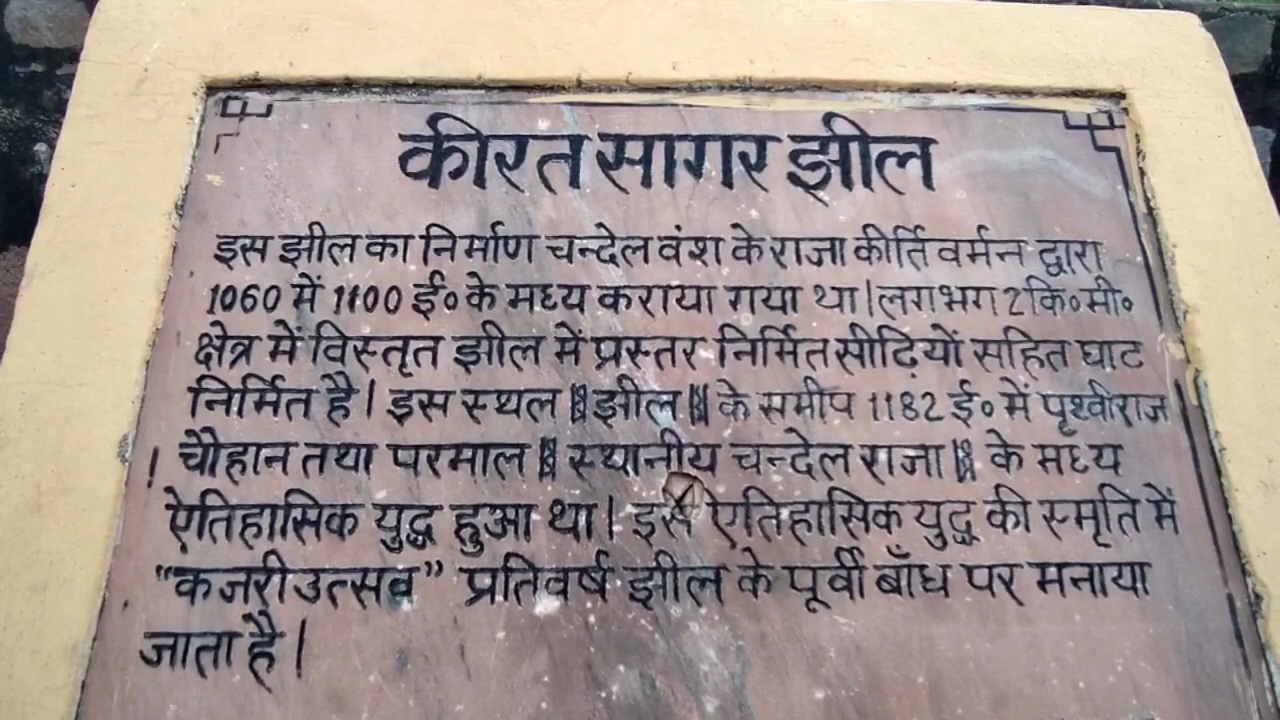 कीरत सागर झील
इस झील का निर्माण चन्देल वंश के राजा कीर्ति वर्मन द्वारा
1060 में 1100 ई० के मध्य कराया गया था। लगभग 2 कि०मी०
क्षेत्र में विस्तृत झील में प्रस्तर निर्मित सीढ़ियों सहित घाट
निर्मित है। इस स्थल ॥झील॥ के समीप 1182 ई० में पृथ्वीराज
चौहान तथा परमाल ॥ स्थानीय चन्देल राजा॥ के मध्य
ऐतिहासिक युद्ध हुआ था। इस ऐतिहासिक युद्ध की स्मृति में
“कजरी उत्सव” प्रतिवर्ष झील के पूर्वी बाँध पर मनाया
जाता है।